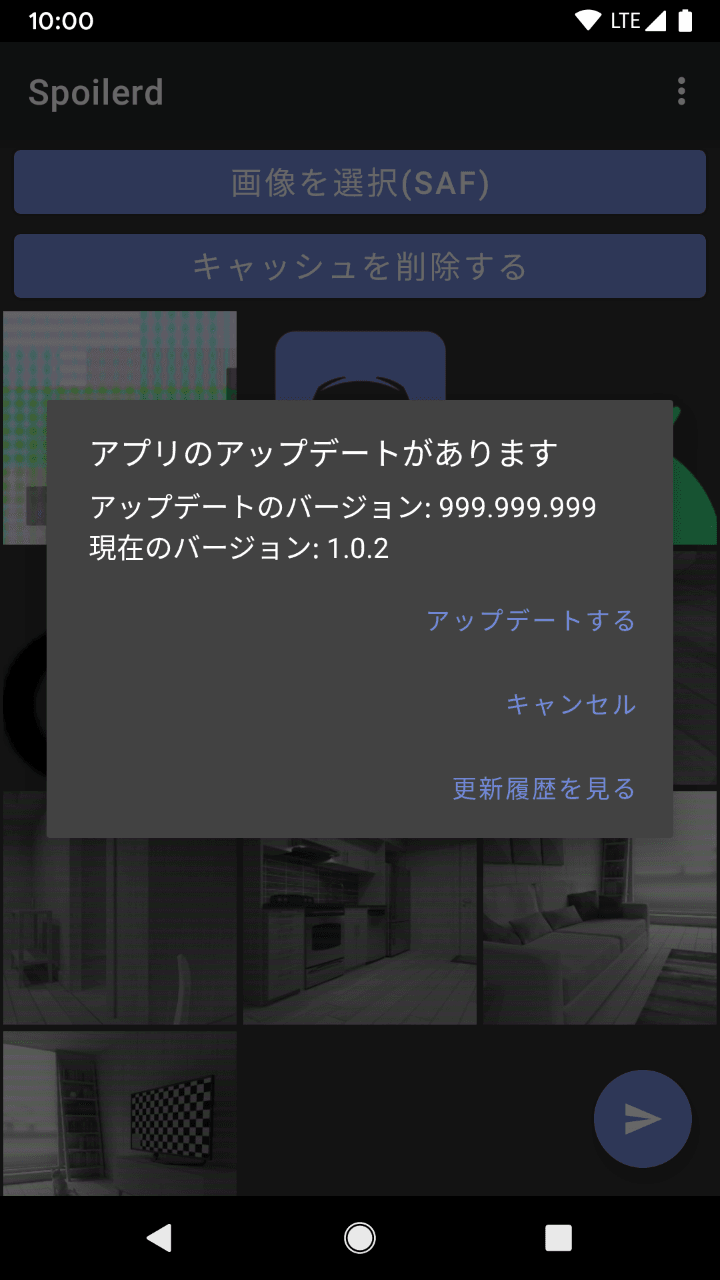 10:00
LTE
Spoilerd
画像を選択(SAF)
キャッシュを削除する
アプリのアップデートがあります
アップデートのバージョン: 999.999.999
現在のバージョン: 1.0.2
アップデートする
キャンセル
更新履歴を見る